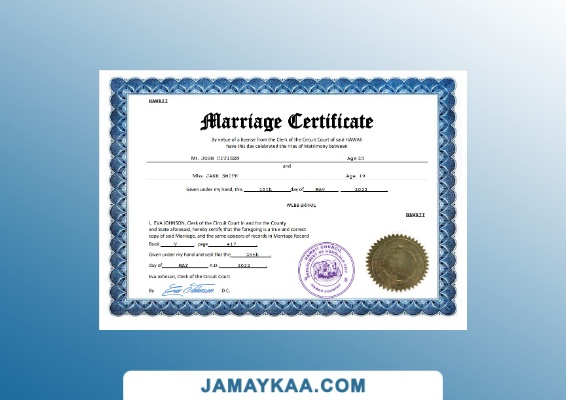 HAWAII
Marriage Certificate
By virtue of a license from the Clerk of the Circuit Court of said HAWAII
have this day celebrated the rites of Matrimony between
Mr. JOHN CITIZEN Age 23
and
Miss JANE SMITH Age 19
Given under my hand, this 15th day of MAY 2022
HAWAII
I, EVA JOHNSON, Clerk of the Circuit Court in and for the County
and State aforesaid, hereby certify that the foregoing is a true and correct
copy of said Marriage, and the same appears of records in Marriage Record
Book V, page 417
Given under my hand and seal this the 25th
day of MAY A.D. 2022
Eva Johnson, Clerk of the Circuit Court
By Eva Johnson D.C.
JAMAYKAA.COM